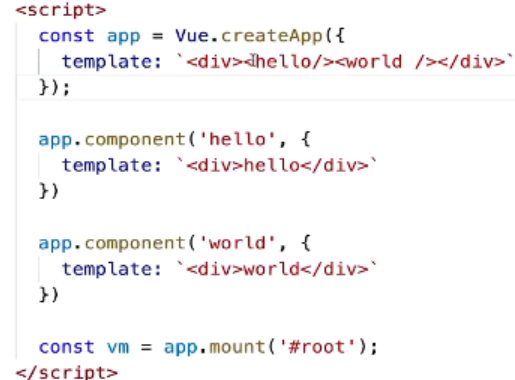 <script>
const app = Vue.createApp({
template: `<div><hello/><world /></div>`
});
app.component('hello', {
template: `<div>hello</div>`
})
app.component('world', {
template: `<div>world</div>`
})
const vm = app.mount('#root');
</script>